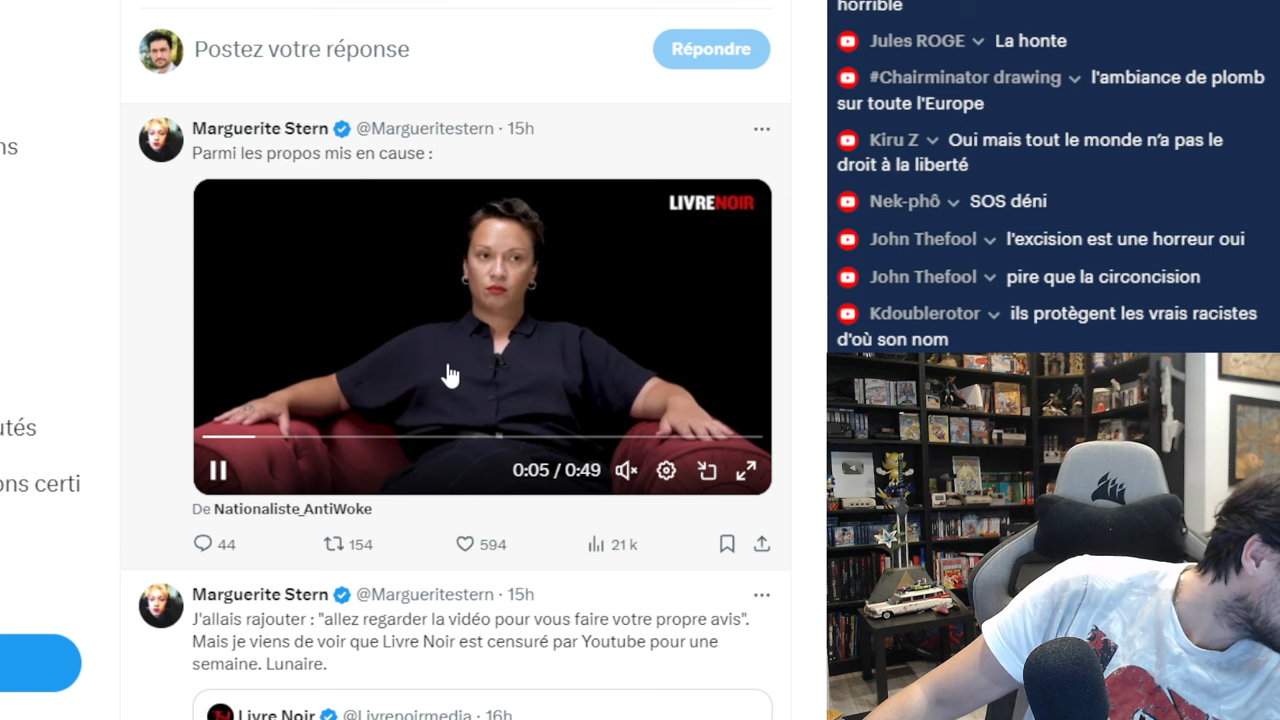 Postez votre réponse
Répondre
Marguerite Stern @Margueritestern · 15h
Parmi les propos mis en cause :
LIVRENOIR
0:05 / 0:49
De Nationaliste_AntiWoke
44
154
594
21 k
Marguerite Stern @Margueritestern · 15h
J'allais rajouter : "allez regarder la vidéo pour vous faire votre propre avis".
Mais je viens de voir que Livre Noir est censuré par Youtube pour une
semaine. Lunaire.
Livre Noir @Livrenoirmedia · 16h
ns
utés
ons certi
horrible
Jules ROGE La honte
#Chairminator drawing l'ambiance de plomb
sur toute l'Europe
Kiru Z Oui mais tout le monde n’a pas le
droit à la liberté
Nek-phô SOS déni
John Thefool l'excision est une horreur oui
John Thefool pire que la circoncision
Kdoublerotor ils protègent les vrais racistes
d'où son nom